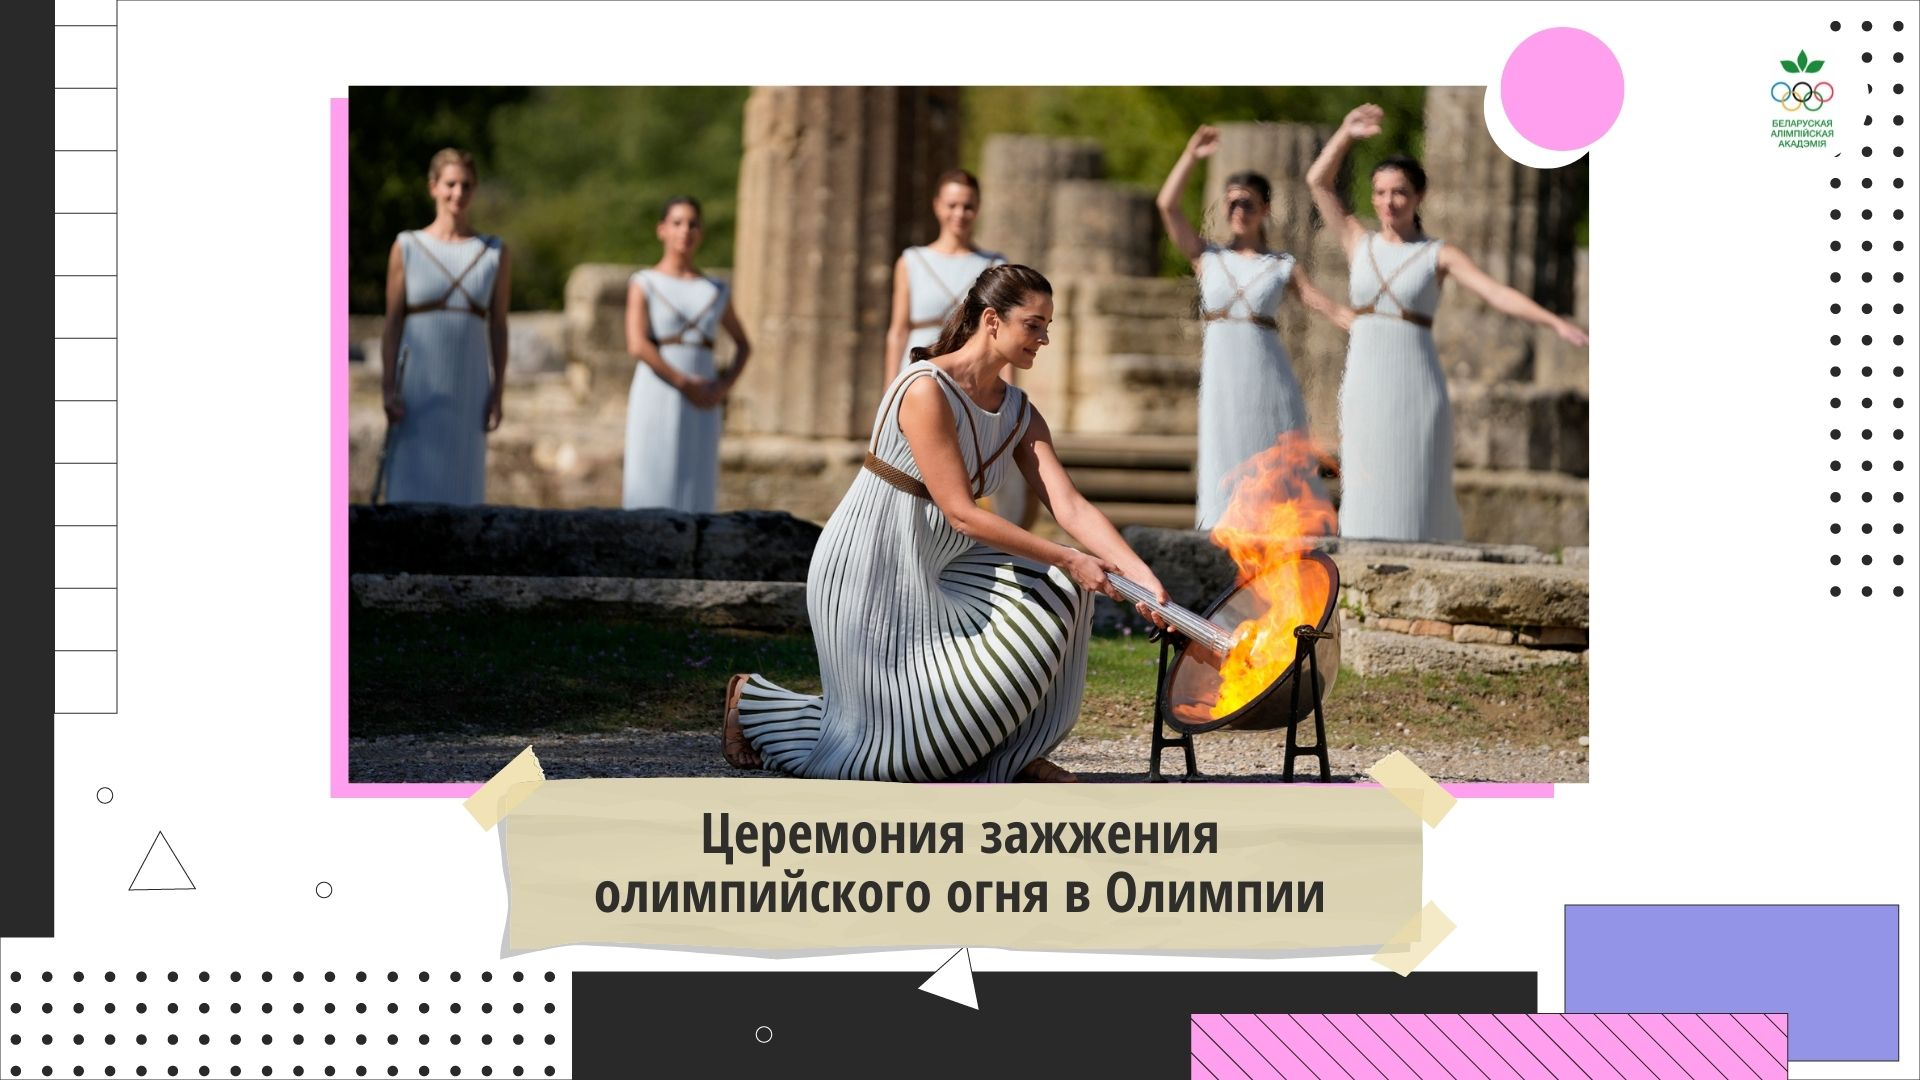 БЕЛАРУСКАЯ
АЛІМПІЙСКАЯ
АКАДЭМІЯ
Церемония зажжения
олимпийского огня в Олимпии